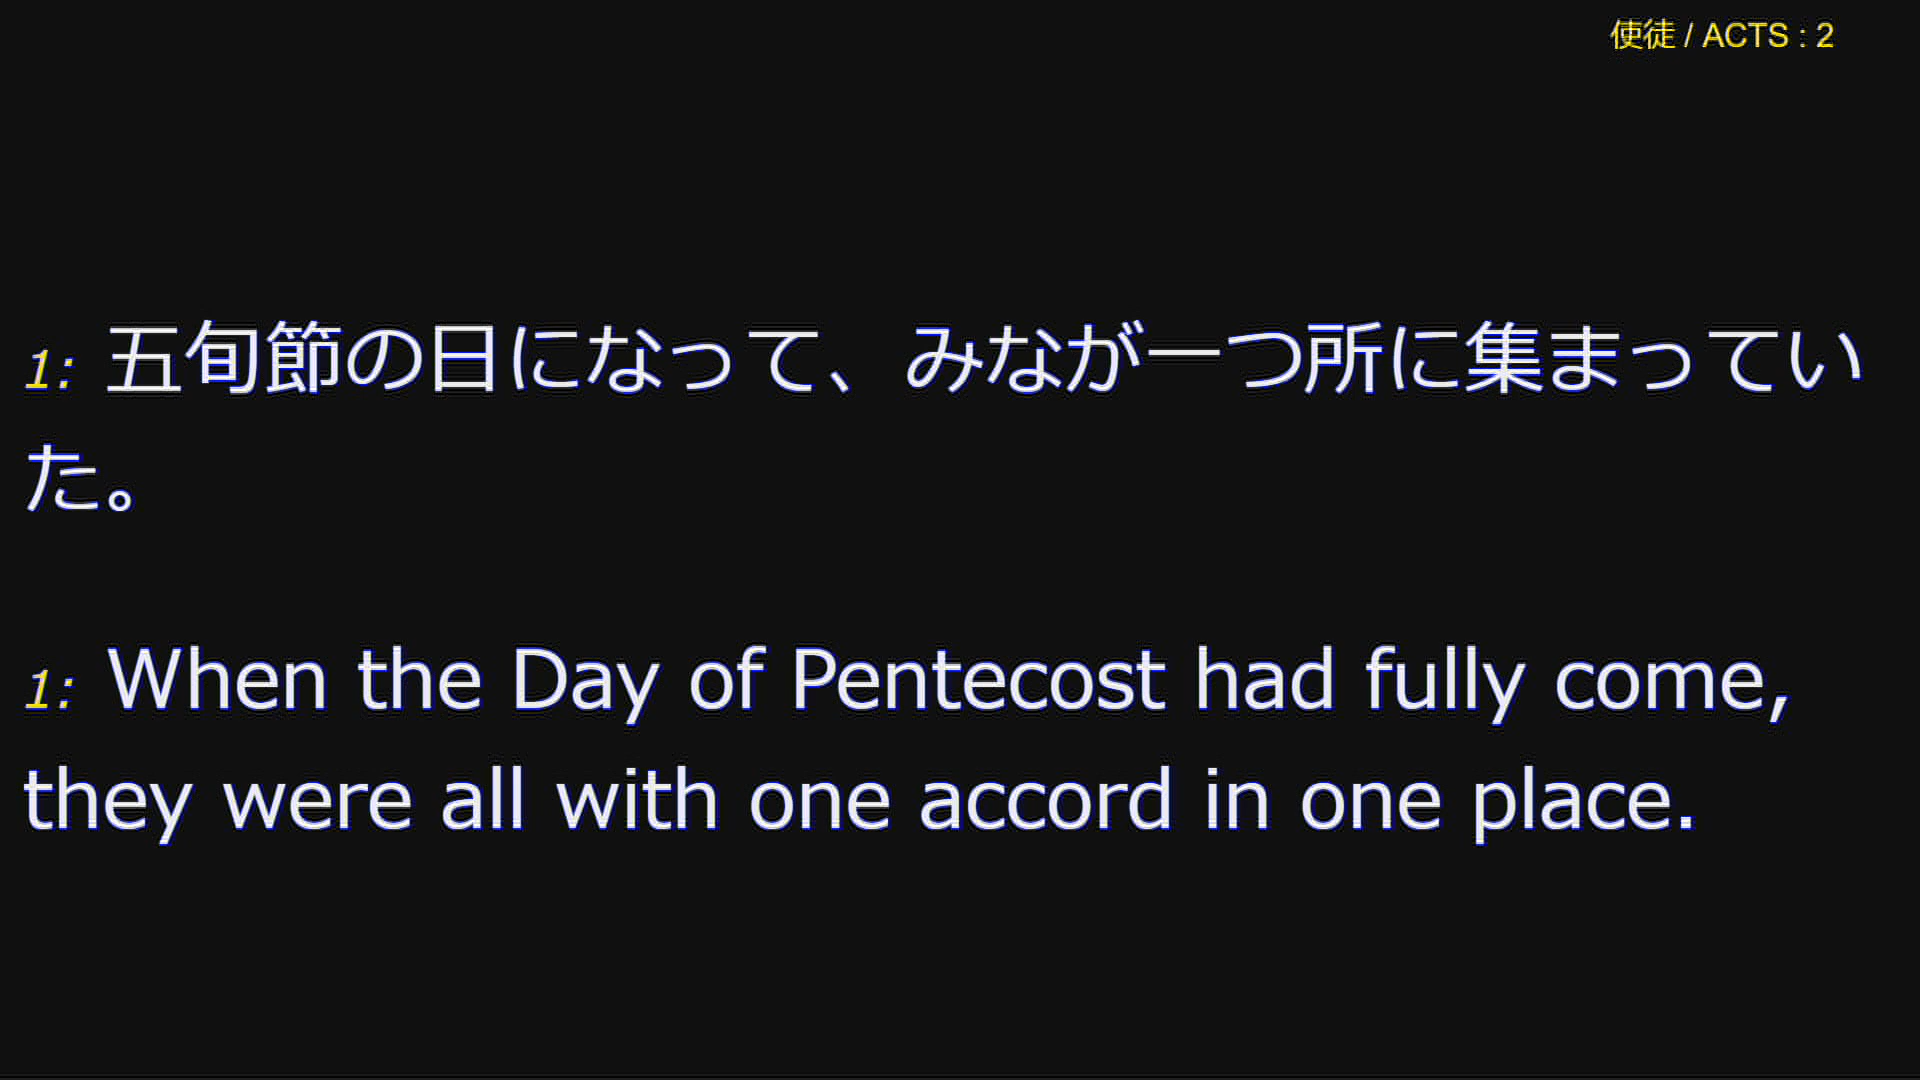 使徒 / ACTS : 2
1: 五旬節の日になって、みなが一つ所に集まってい
た。
1: When the Day of Pentecost had fully come,
they were all with one accord in one place.